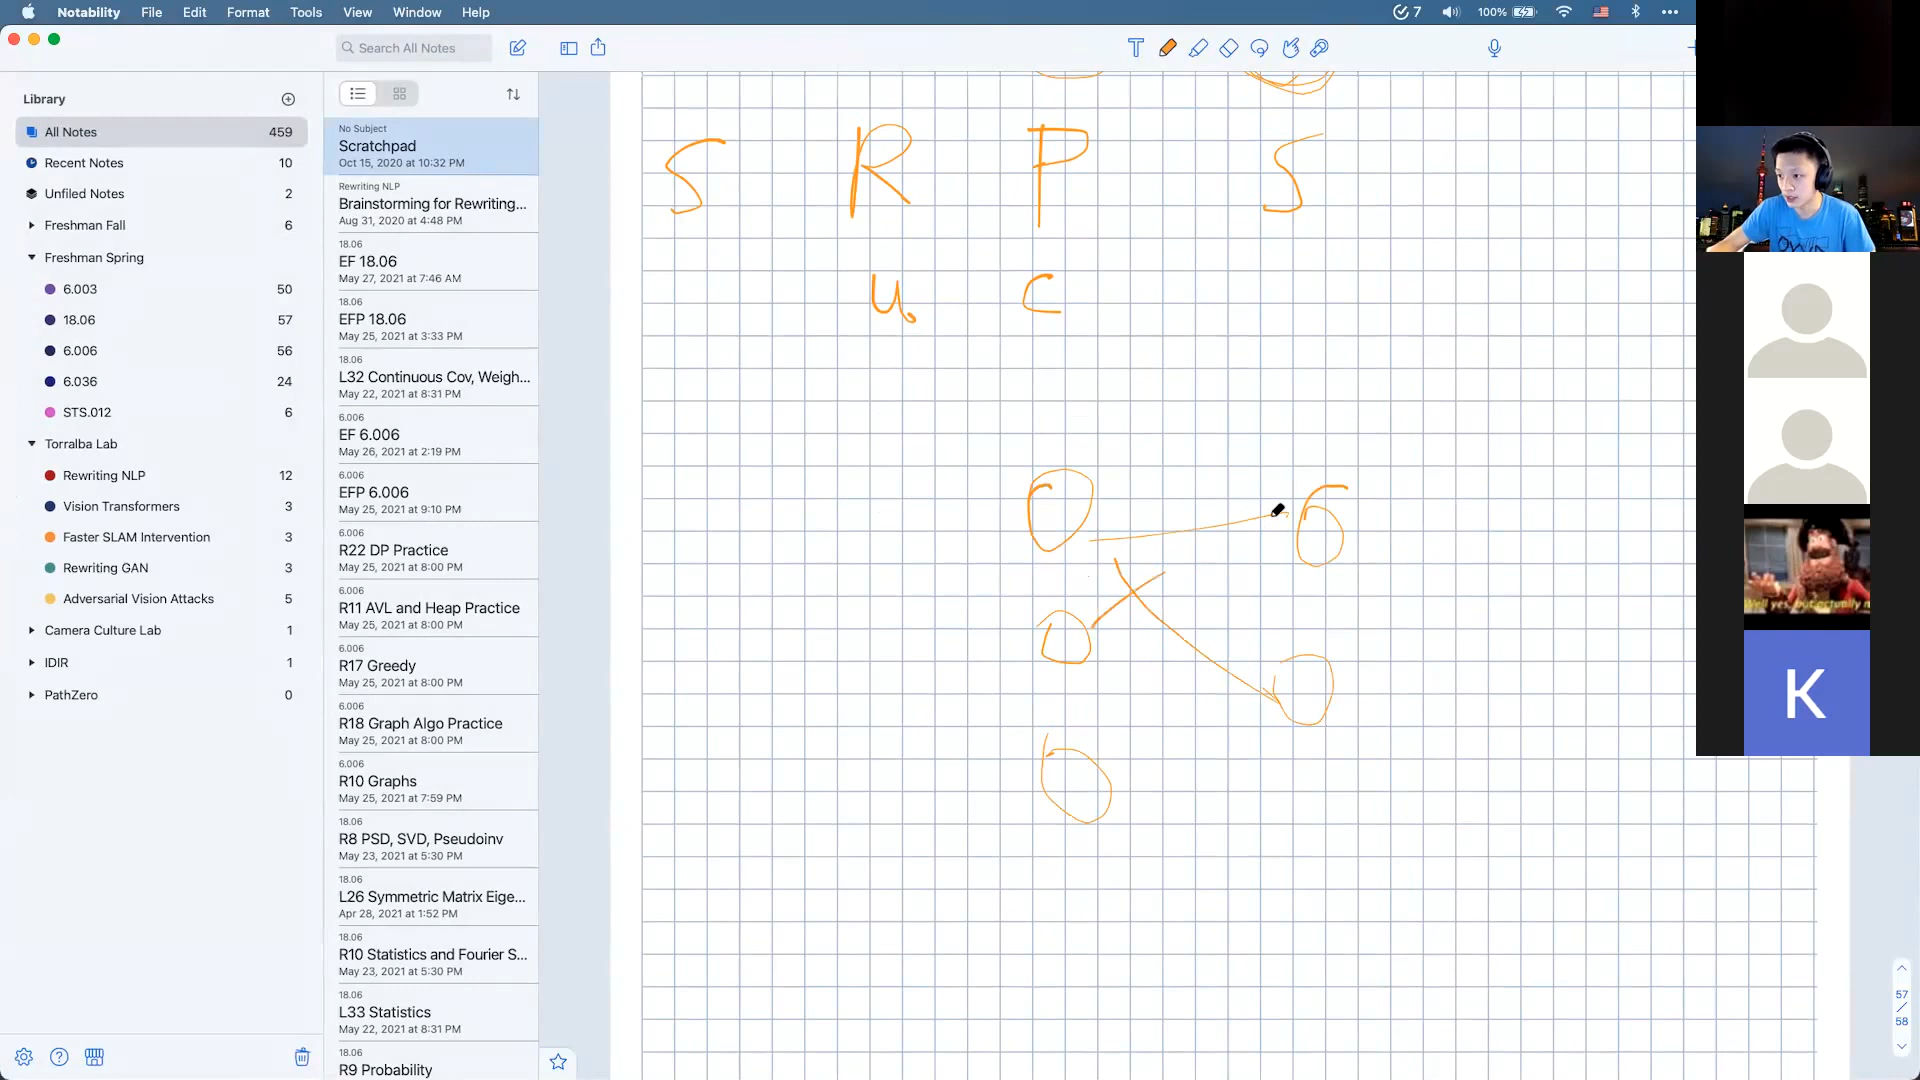 Notability File Edit Format Tools View Window Help 7 100%
Search All Notes
Library
All Notes 459
Recent Notes 10
Unfiled Notes 2
Freshman Fall 6
Freshman Spring
6.003 50
18.06 57
6.006 56
6.036 24
STS.012 6
Torralba Lab
Rewriting NLP 12
Vision Transformers 3
Faster SLAM Intervention 3
Rewriting GAN 3
Adversarial Vision Attacks 5
Camera Culture Lab 1
IDIR 1
PathZero 0
No Subject
Scratchpad
Oct 15, 2020 at 10:32 PM
Rewriting NLP
Brainstorming for Rewriting...
Aug 31, 2020 at 4:48 PM
18.06
EF 18.06
May 27, 2021 at 7:46 AM
18.06
EFP 18.06
May 25, 2021 at 3:33 PM
18.06
L32 Continuous Cov, Weigh...
May 22, 2021 at 8:31 PM
6.006
EF 6.006
May 26, 2021 at 2:19 PM
6.006
EFP 6.006
May 25, 2021 at 9:10 PM
6.006
R22 DP Practice
May 25, 2021 at 8:00 PM
6.006
R11 AVL and Heap Practice
May 25, 2021 at 8:00 PM
6.006
R17 Greedy
May 25, 2021 at 8:00 PM
6.006
R18 Graph Algo Practice
May 25, 2021 at 8:00 PM
6.006
R10 Graphs
May 25, 2021 at 7:59 PM
18.06
R8 PSD, SVD, Pseudoinv
May 23, 2021 at 5:30 PM
18.06
L26 Symmetric Matrix Eige...
Apr 28, 2021 at 1:52 PM
18.06
R10 Statistics and Fourier S...
May 23, 2021 at 5:30 PM
18.06
L33 Statistics
May 22, 2021 at 8:31 PM
18.06
R9 Probability
S R P S
u. c
K
57
/
58